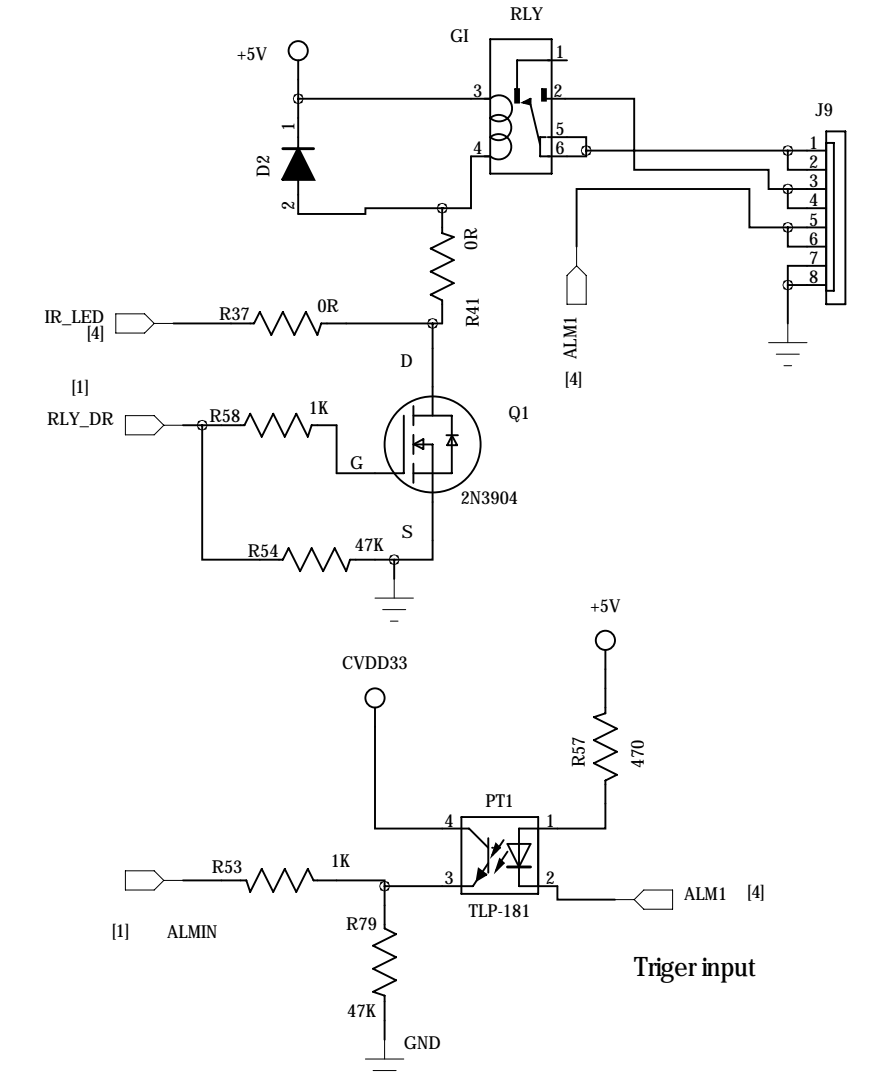 RLY
GI
+5V
1
3
2
J9
1
5
1
4
6
2
D2
3
2
4
0R
5
6
7
8
R41
ALM1
[4]
IR_LED
[4]
R37
0R
D
[1]
RLY_DR
R58
1K
Q1
G
2N3904
S
R54
47K
+5V
CVDD33
R57
470
PT1
4
1
R53
1K
3
2
TLP-181
ALM1 [4]
[1] ALMIN
R79
Triger input
47K
GND